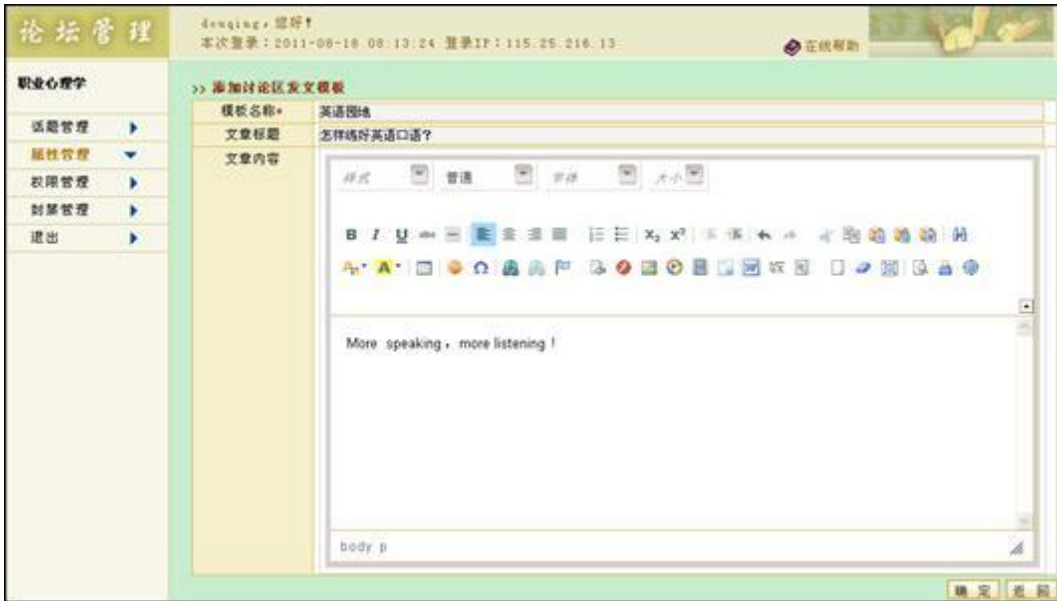 论坛管理
douqing，您好！
本次登录：2011-08-18 08:13:24 登录IP：115.25.216.13
在线帮助
职业心理学
话题管理
属性管理
权限管理
封禁管理
退出
>> 添加讨论区发文模板
模板名称*
英语园地
文章标题
怎样练好英语口语？
文章内容
样式
普通
字体
大小
B I U abc
X₂ X²
A A
Ω
More speaking，more listening！
body p
确 定
返 回